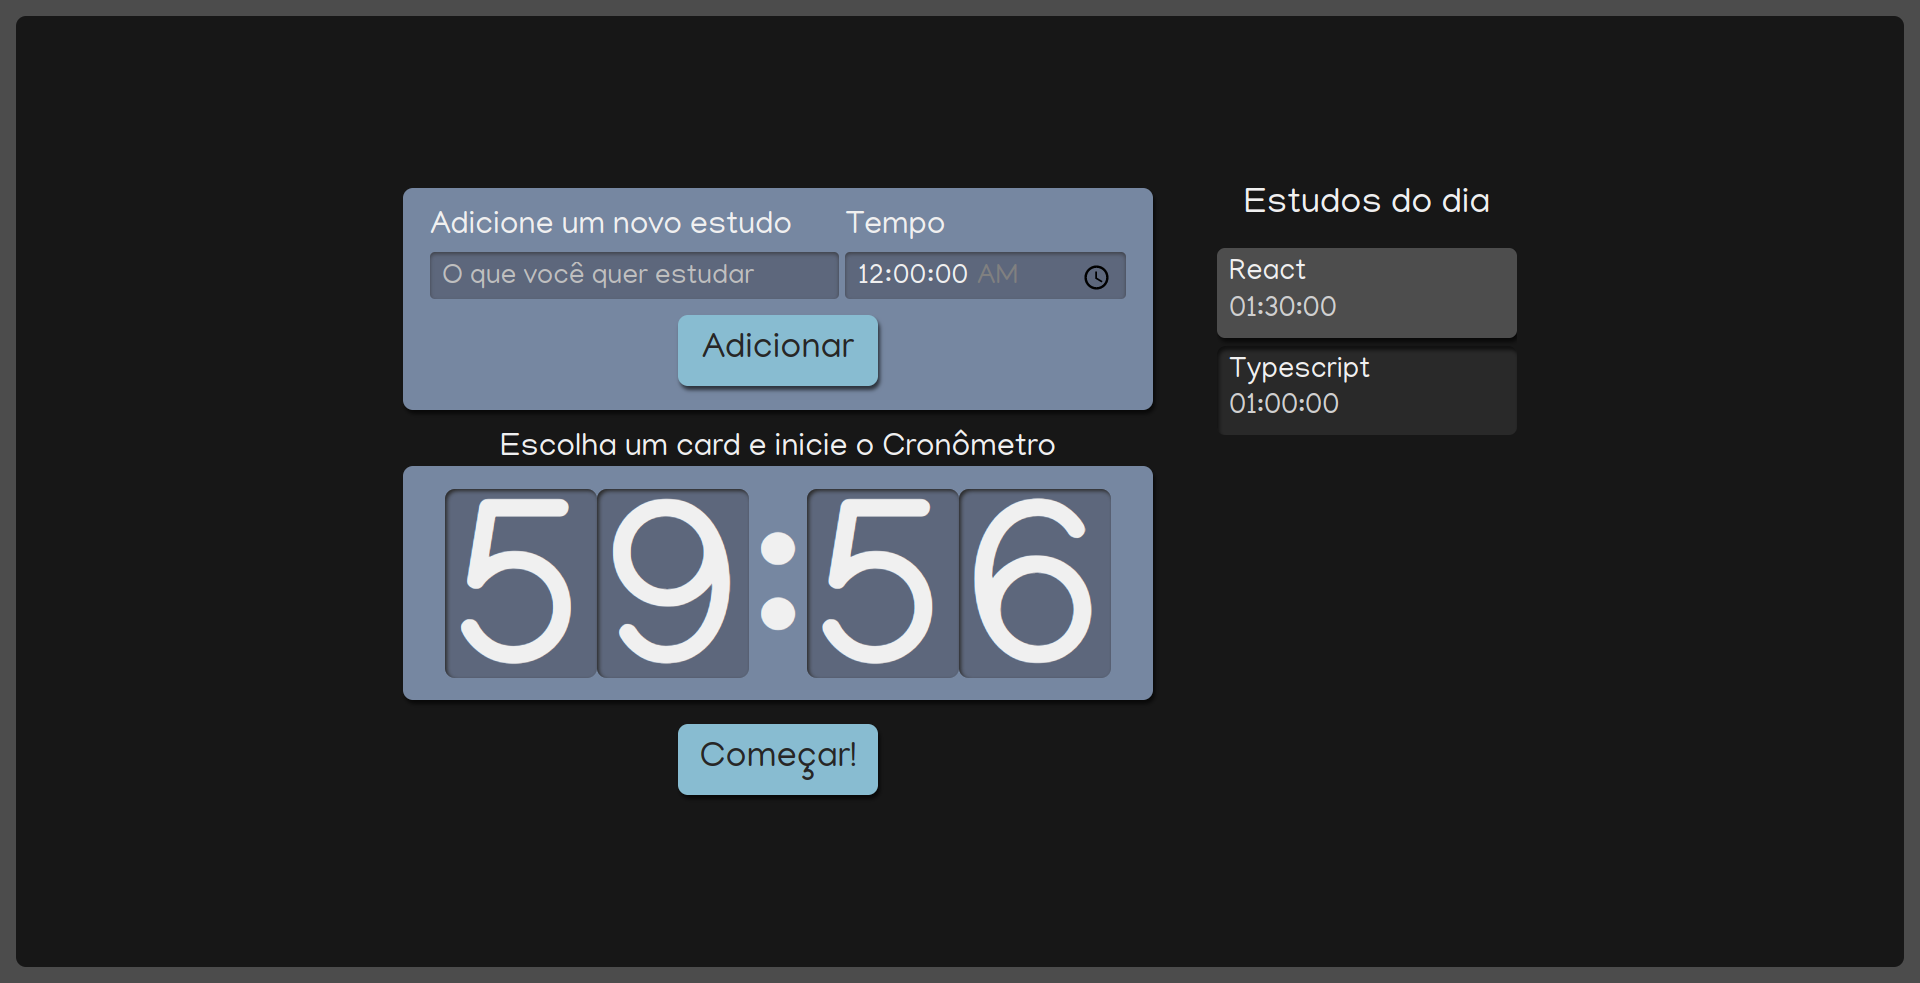 Adicione um novo estudo
Tempo
O que você quer estudar
12:00:00 AM
Adicionar
Escolha um card e inicie o Cronômetro
59:56
Começar!
Estudos do dia
React
01:30:00
Typescript
01:00:00